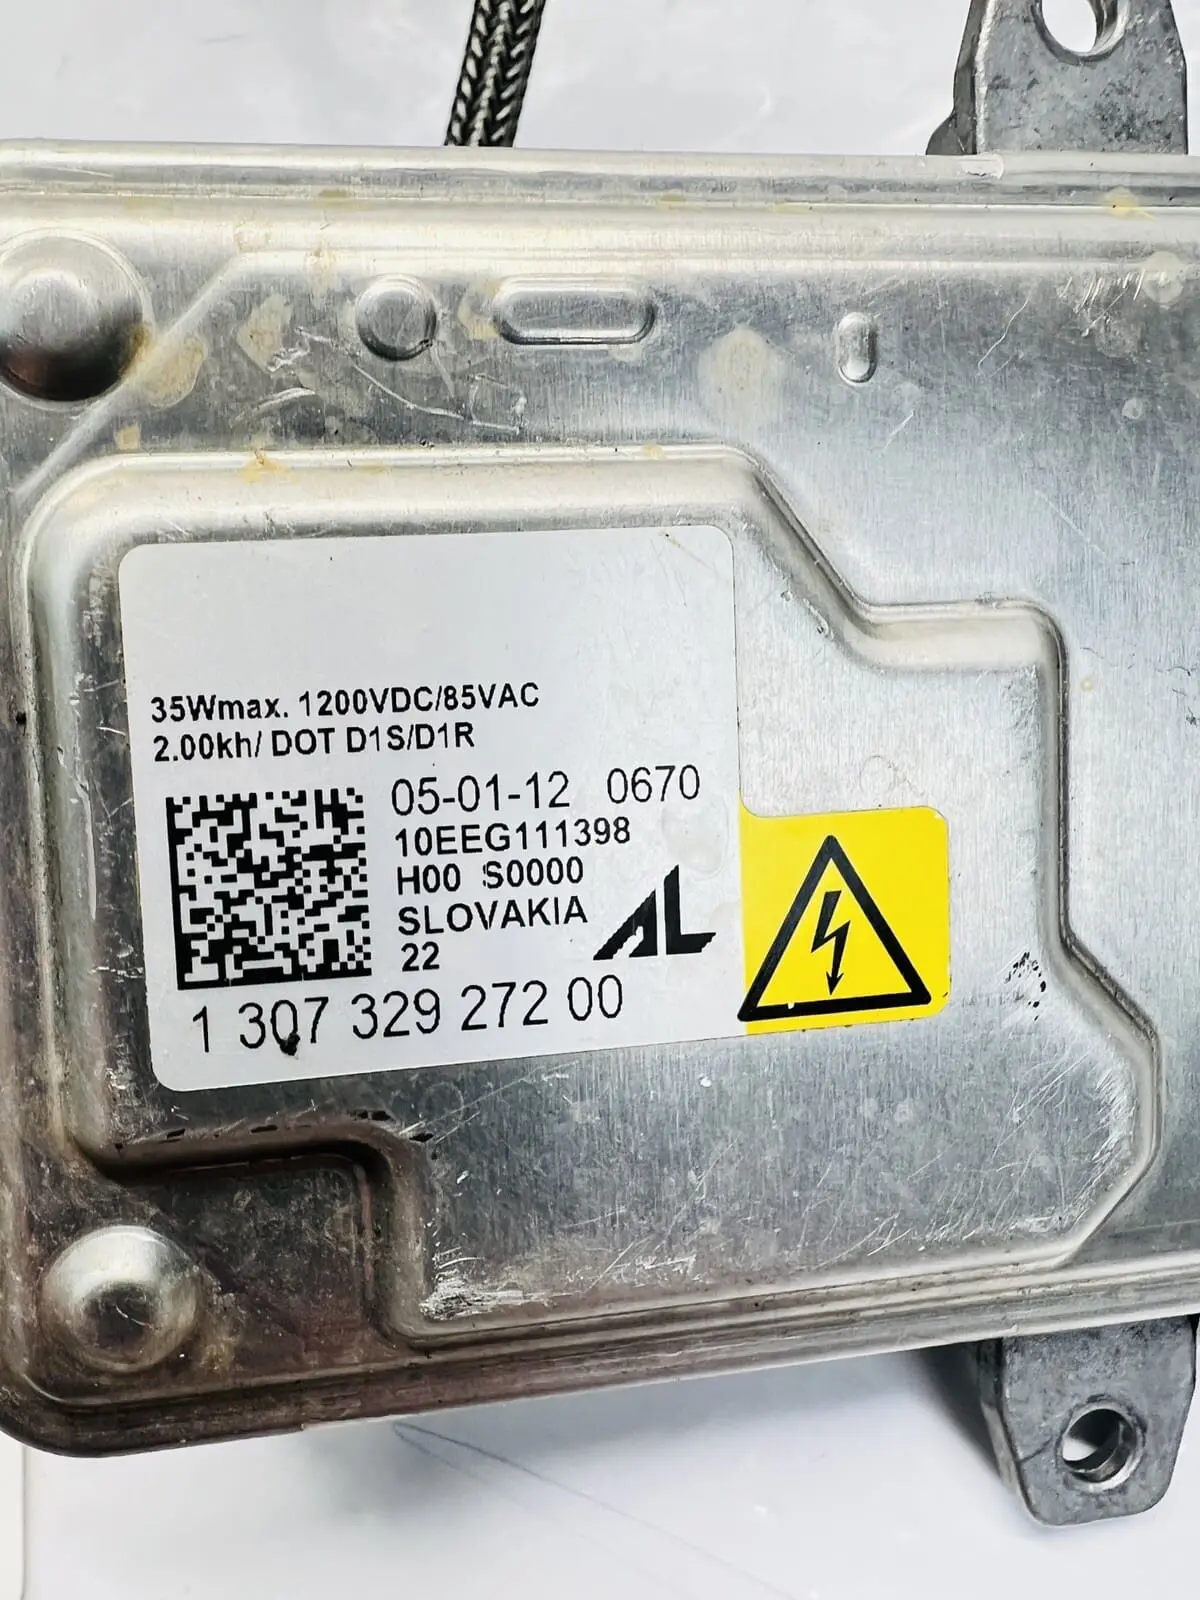 35Wmax. 1200VDC/85VAC
2.00kh/ DOT D1S/D1R
05-01-12 0670
10EEG111398
H00 S0000
SLOVAKIA
22
AL
1 307 329 272 00